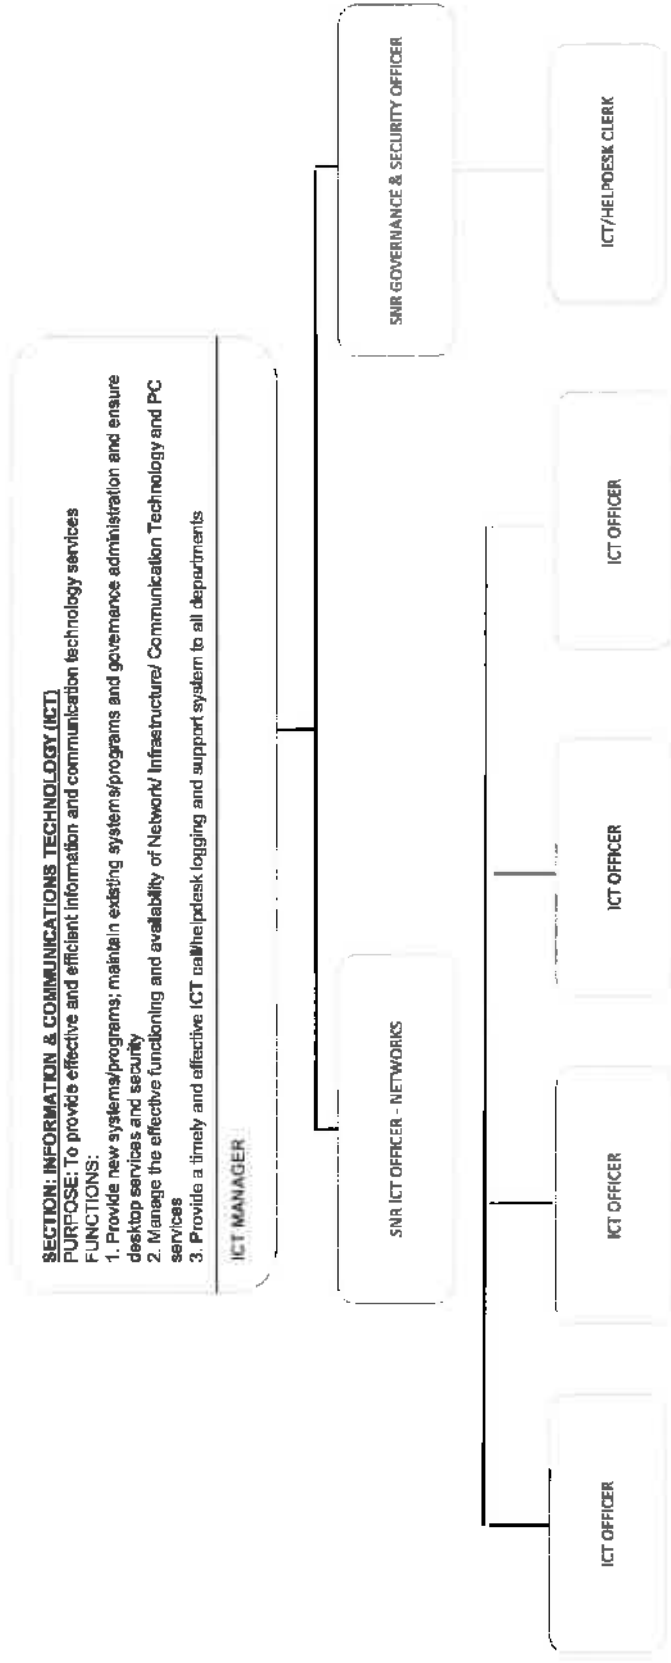 SECTION: INFORMATION & COMMUNICATIONS TECHNOLOGY (ICT)
PURPOSE: To provide effective and efficient information and communication technology services
FUNCTIONS:
1. Provide new systems/programs; maintain existing systems/programs and governance administration and ensure
desktop services and security
2. Manage the effective functioning and availability of Network/ Infrastructure/ Communication Technology and PC
services
3. Provide a timely and effective ICT call/helpdesk logging and support system to all departments
ICT MANAGER
SNR ICT OFFICER - NETWORKS
SNR GOVERNANCE & SECURITY OFFICER
ICT OFFICER
ICT OFFICER
ICT OFFICER
ICT OFFICER
ICT/HELPDESK CLERK